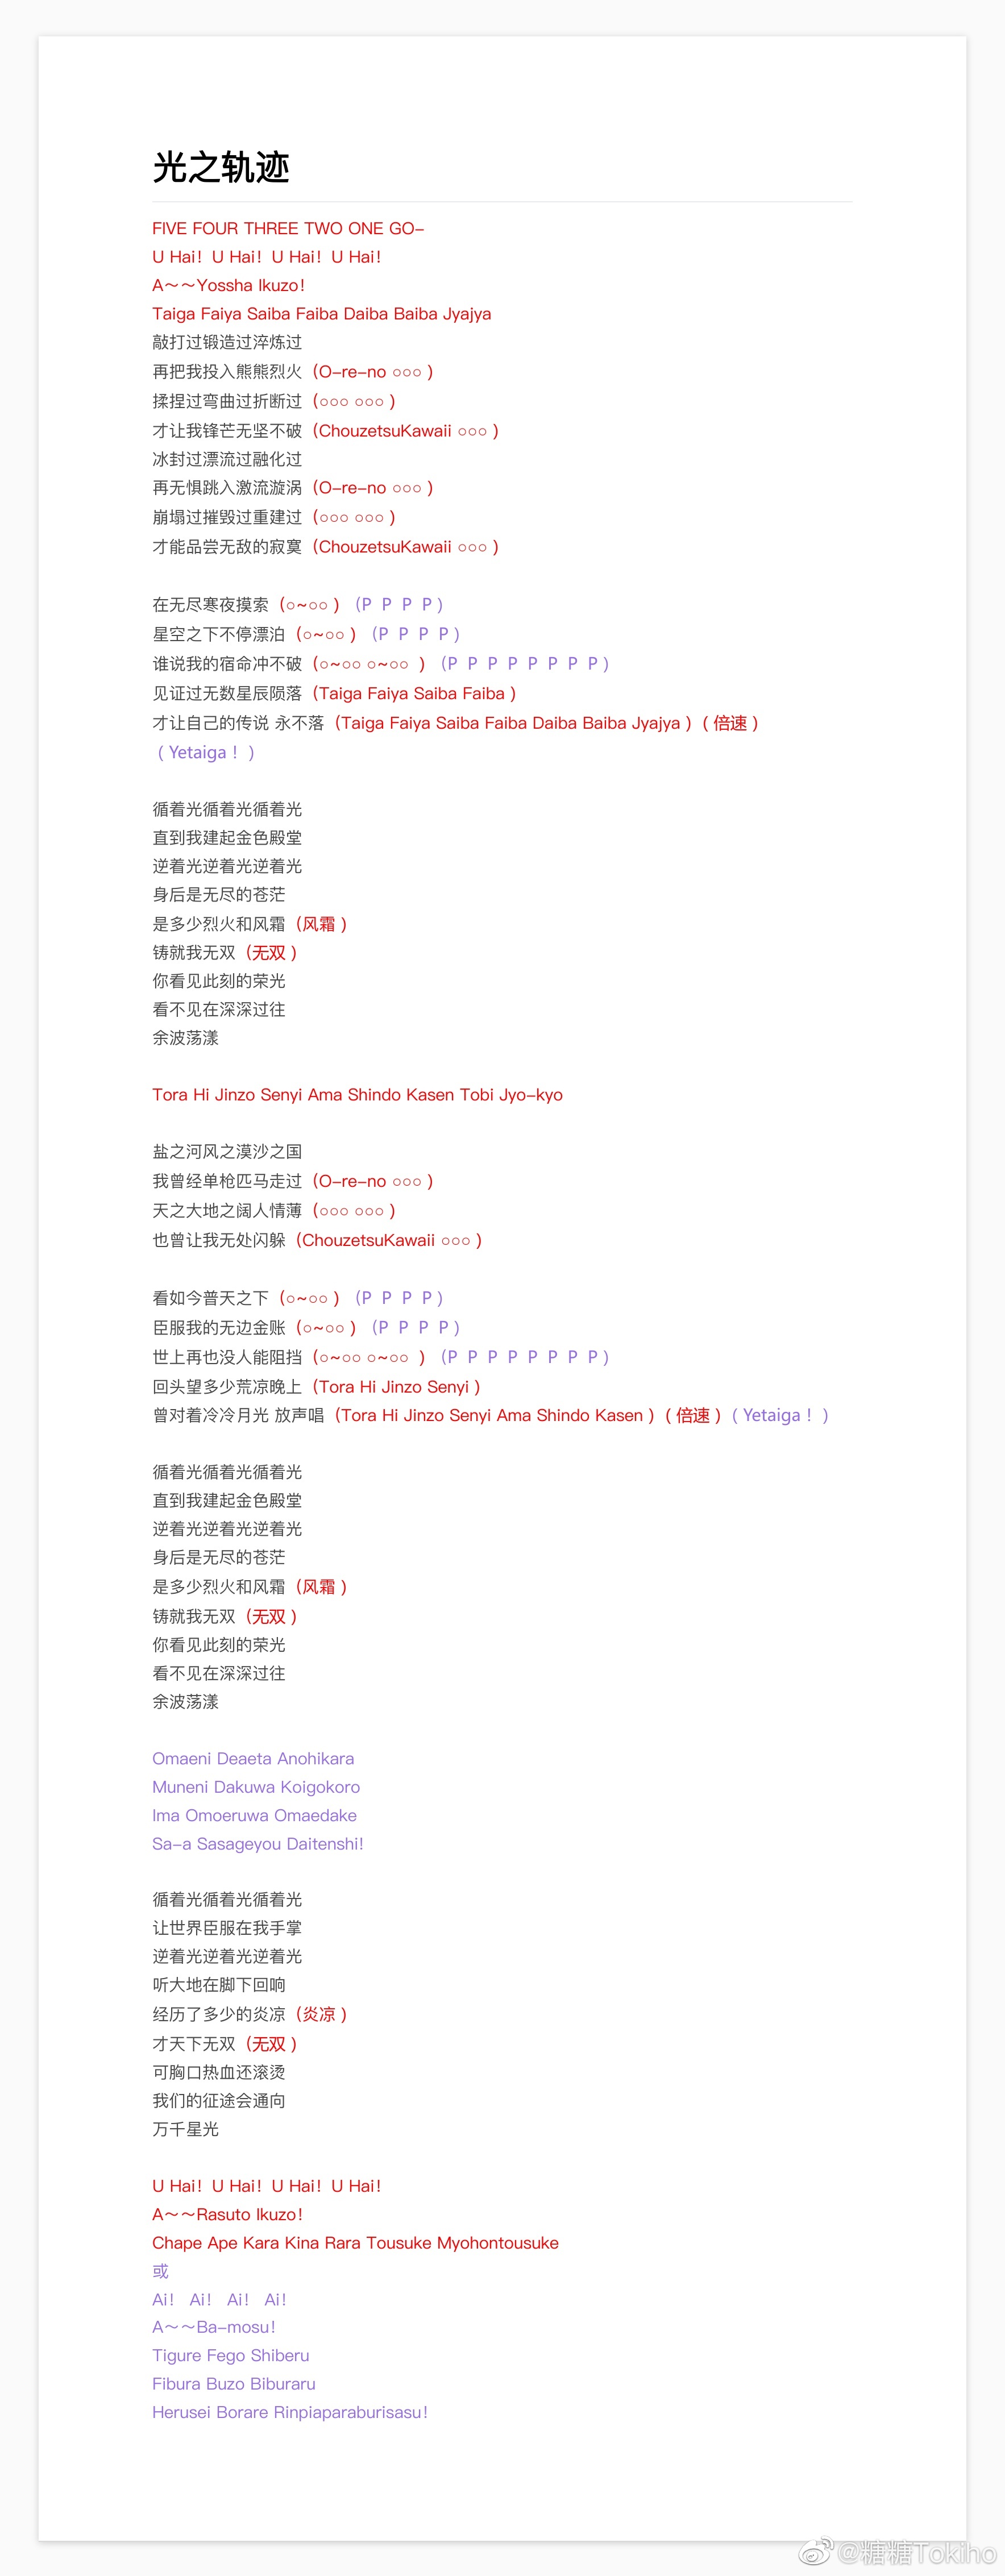 光之轨迹
FIVE FOUR THREE TWO ONE GO-
U Hai！U Hai！U Hai！U Hai！
A～～Yossha Ikuzo！
Taiga Faiya Saiba Faiba Daiba Baiba Jyajya
敲打过锻造过淬炼过
再把我投入熊熊烈火（O-re-no ○○○ )
揉捏过弯曲过折断过（○○○ ○○○ )
才让我锋芒无坚不破（ChouzetsuKawaii ○○○ )
冰封过漂流过融化过
再无惧跳入激流漩涡（O-re-no ○○○ )
崩塌过摧毁过重建过（○○○ ○○○ )
才能品尝无敌的寂寞（ChouzetsuKawaii ○○○ )
在无尽寒夜摸索（○~○○ ）（P P P P )
星空之下不停漂泊（○~○○ ）（P P P P )
谁说我的宿命冲不破（○~○○ ○~○○ ）（P P P P P P P P )
见证过无数星辰陨落（Taiga Faiya Saiba Faiba )
才让自己的传说 永不落（Taiga Faiya Saiba Faiba Daiba Baiba Jyajya )（倍速 )
（Yetaiga！ )
循着光循着光循着光
直到我建起金色殿堂
逆着光逆着光逆着光
身后是无尽的苍茫
是多少烈火和风霜（风霜 )
铸就我无双（无双 )
你看见此刻的荣光
看不见在深深过往
余波荡漾
Tora Hi Jinzo Senyi Ama Shindo Kasen Tobi Jyo-kyo
盐之河风之漠沙之国
我曾经单枪匹马走过（O-re-no ○○○ )
天之大地之阔人情薄（○○○ ○○○ )
也曾让我无处闪躲（ChouzetsuKawaii ○○○ )
看如今普天之下（○~○○ ）（P P P P )
臣服我的无边金账（○~○○ ）（P P P P )
世上再也没人能阻挡（○~○○ ○~○○ ）（P P P P P P P P )
回头望多少荒凉晚上（Tora Hi Jinzo Senyi )
曾对着冷冷月光 放声唱（Tora Hi Jinzo Senyi Ama Shindo Kasen )（倍速 )（Yetaiga！ )
循着光循着光循着光
直到我建起金色殿堂
逆着光逆着光逆着光
身后是无尽的苍茫
是多少烈火和风霜（风霜 )
铸就我无双（无双 )
你看见此刻的荣光
看不见在深深过往
余波荡漾
Omaeni Deaeta Anohikara
Muneni Dakuwa Koigokoro
Ima Omoeruwa Omaedake
Sa-a Sasageyou Daitenshi!
循着光循着光循着光
让世界臣服在我手掌
逆着光逆着光逆着光
听大地在脚下回响
经历了多少的炎凉（炎凉 )
才天下无双（无双 )
可胸口热血还滚烫
我们的征途会通向
万千星光
U Hai！U Hai！U Hai！U Hai！
A～～Rasuto Ikuzo！
Chape Ape Kara Kina Rara Tousuke Myohontousuke
或
Ai！ Ai！ Ai！ Ai！
A～～Ba-mosu！
Tigure Fego Shiberu
Fibura Buzo Biburaru
Herusei Borare Rinpiaparaburisasu！
@糖糖Tokiho